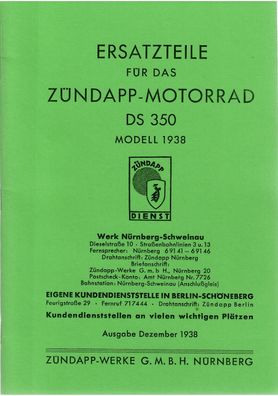 ERSATZTEILE
FÜR DAS
ZÜNDAPP-MOTORRAD
DS 350
MODELL 1938
ZÜNDAPP
DIENST
Werk Nürnberg-Schweinau
Dieselstraße 10 · Straßenbahnlinien 3 u. 13
Fernsprecher: Nürnberg 69141 – 69146
Drahtanschrift: Zündapp Nürnberg
Briefanschrift:
Zündapp-Werke G. m. b H., Nürnberg 20
Postscheck-Konto: Amt Nürnberg Nr. 7726
Bahnstation: Nürnberg-Schweinau (Anschlußgleis)
EIGENE KUNDENDIENSTSTELLE IN BERLIN-SCHÖNEBERG
Feurigstraße 29 · Fernruf 717444 · Drahtanschrift: Zündapp Berlin
Kundendienststellen an vielen wichtigen Plätzen
Ausgabe Dezember 1938
ZÜNDAPP-WERKE G. M. B. H. NÜRNBERG